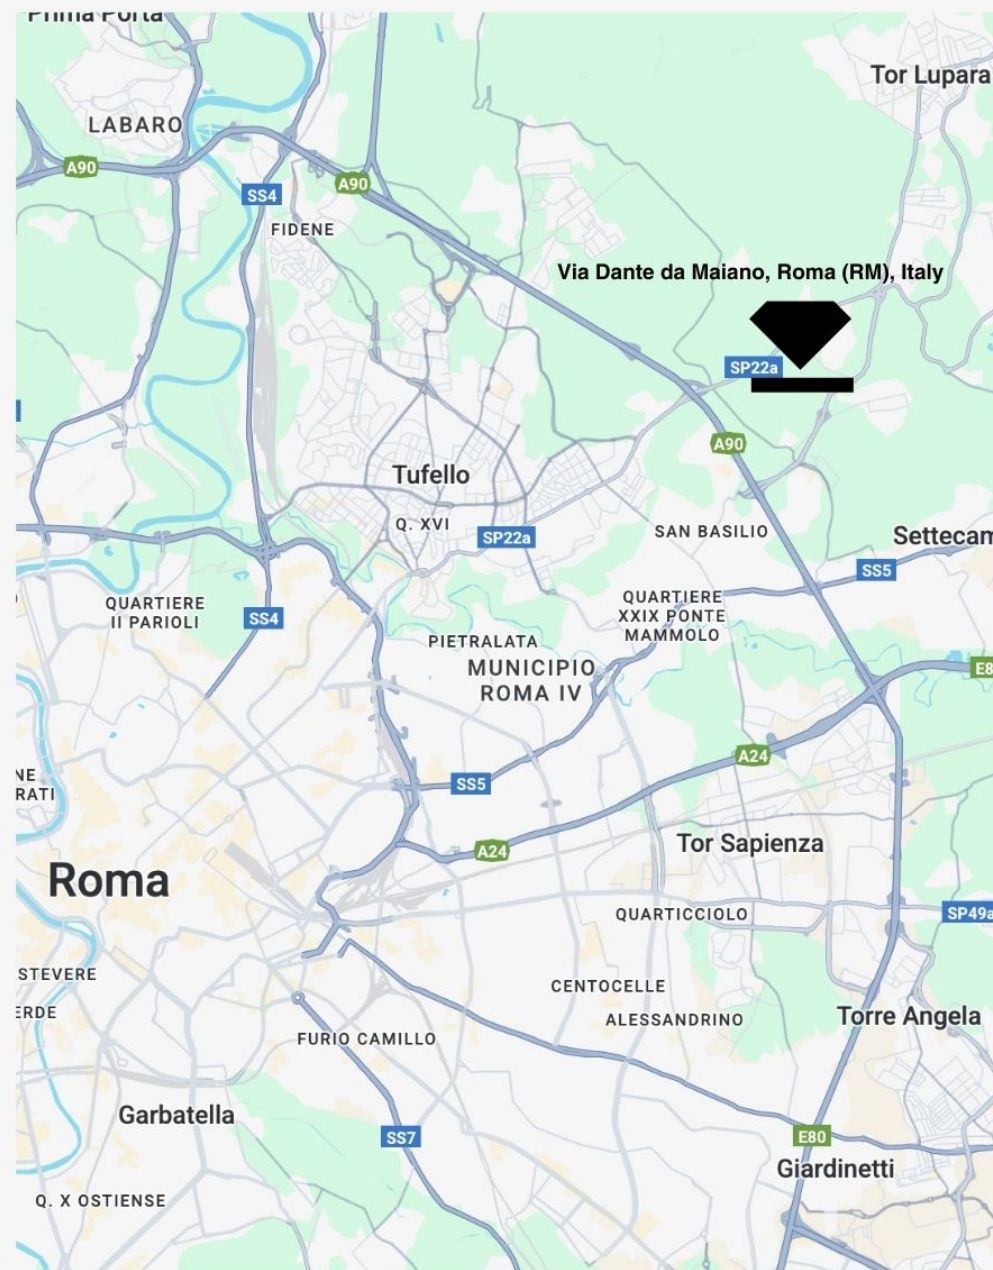 Prima Porta
Tor Lupara
LABARO
A90
A90
SS4
FIDENE
Via Dante da Maiano, Roma (RM), Italy
SP22a
A90
Tufello
Q. XVI
SP22a
SAN BASILIO
Settecam
SS5
QUARTIERE
II PARIOLI
SS4
QUARTIERE
XXIX PONTE
MAMMOLO
PIETRALATA
MUNICIPIO
ROMA IV
E8
NE
RATI
SS5
A24
A24
Tor Sapienza
Roma
QUARTICCIOLO
SP49a
STEVERE
ERDE
CENTOCELLE
ALESSANDRINO
Torre Angela
FURIO CAMILLO
Garbatella
SS7
E80
Giardinetti
Q. X OSTIENSE